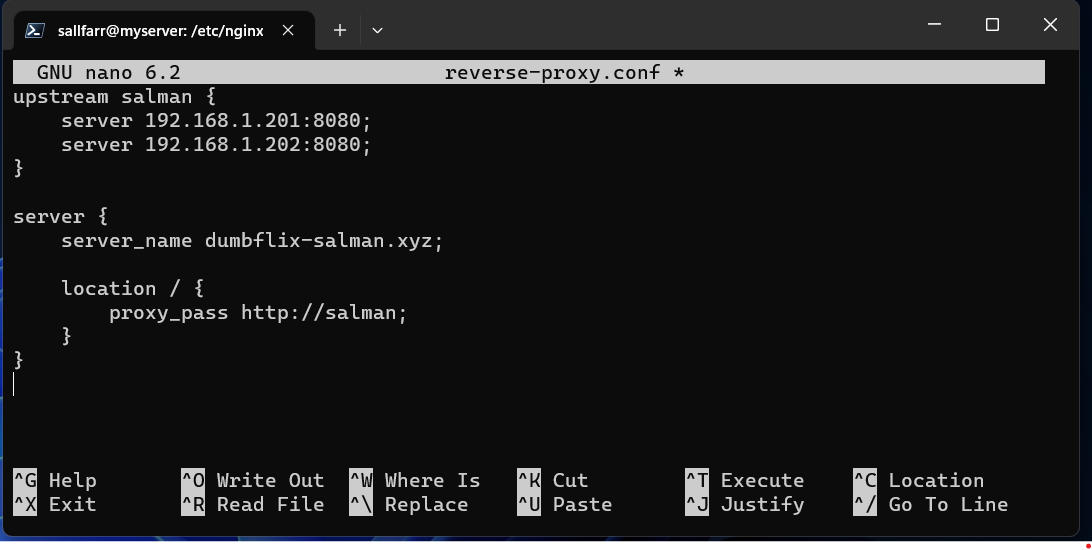 sallfarr@myserver: /etc/nginx
GNU nano 6.2 reverse-proxy.conf *
upstream salman {
    server 192.168.1.201:8080;
    server 192.168.1.202:8080;
}

server {
    server_name dumbflix-salman.xyz;

    location / {
        proxy_pass http://salman;
    }
}
^G Help ^O Write Out ^W Where Is ^K Cut ^T Execute ^C Location
^X Exit ^R Read File ^\ Replace ^U Paste ^J Justify ^/ Go To Line